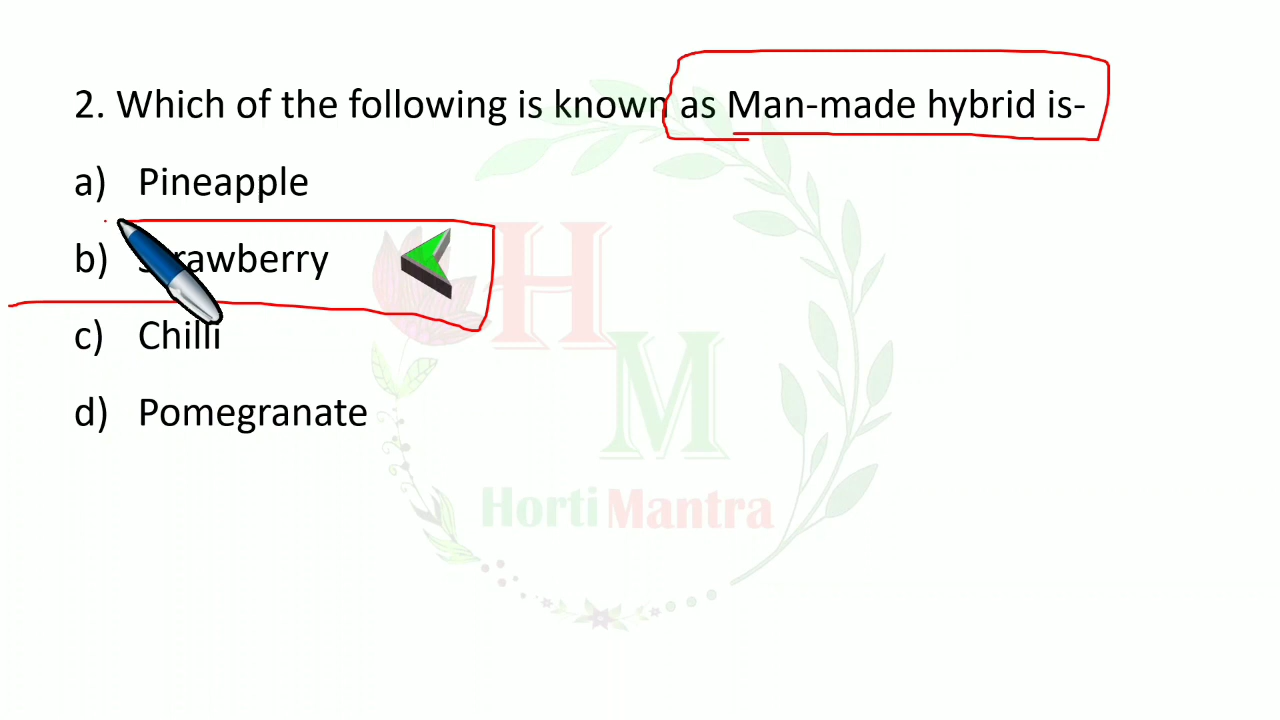 2. Which of the following is known as Man-made hybrid is-
a) Pineapple
b) Strawberry
c) Chilli
d) Pomegranate
H
M
Horti Mantra